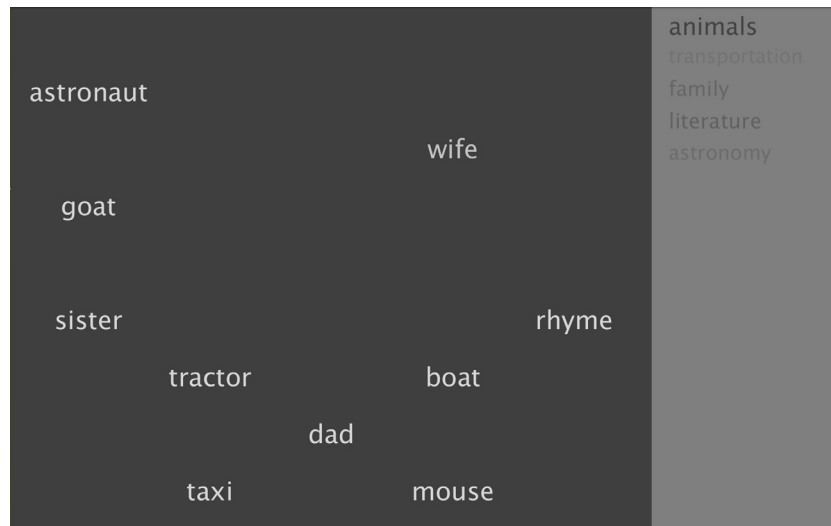 astronaut
wife
goat
sister rhyme
tractor boat
dad
taxi mouse
animals
transportation
family
literature
astronomy